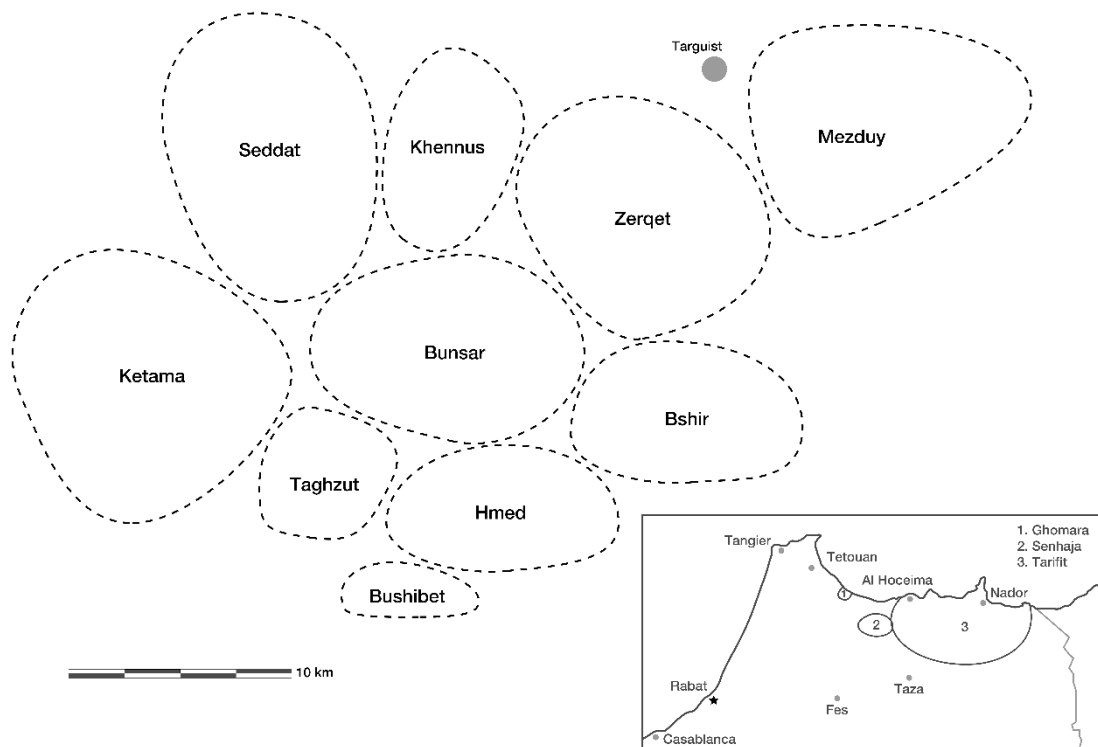 Targuist
Mezduy
Seddat
Khennus
Zerqet
Ketama
Bunsar
Bshir
Taghzut
Hmed
Bushibet
10 km
1. Ghomara
2. Senhaja
3. Tarifit
Tangier
Tetouan
Al Hoceima
Nador
1
2
3
Rabat
Taza
Fes
Casablanca